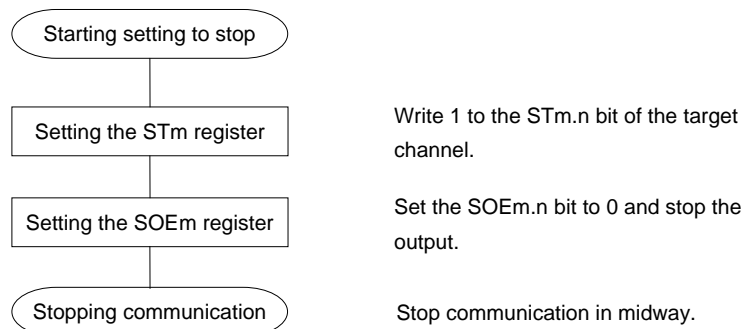 Starting setting to stop
Setting the STm register
Write 1 to the STm.n bit of the target
channel.
Setting the SOEm register
Set the SOEm.n bit to 0 and stop the
output.
Stopping communication
Stop communication in midway.